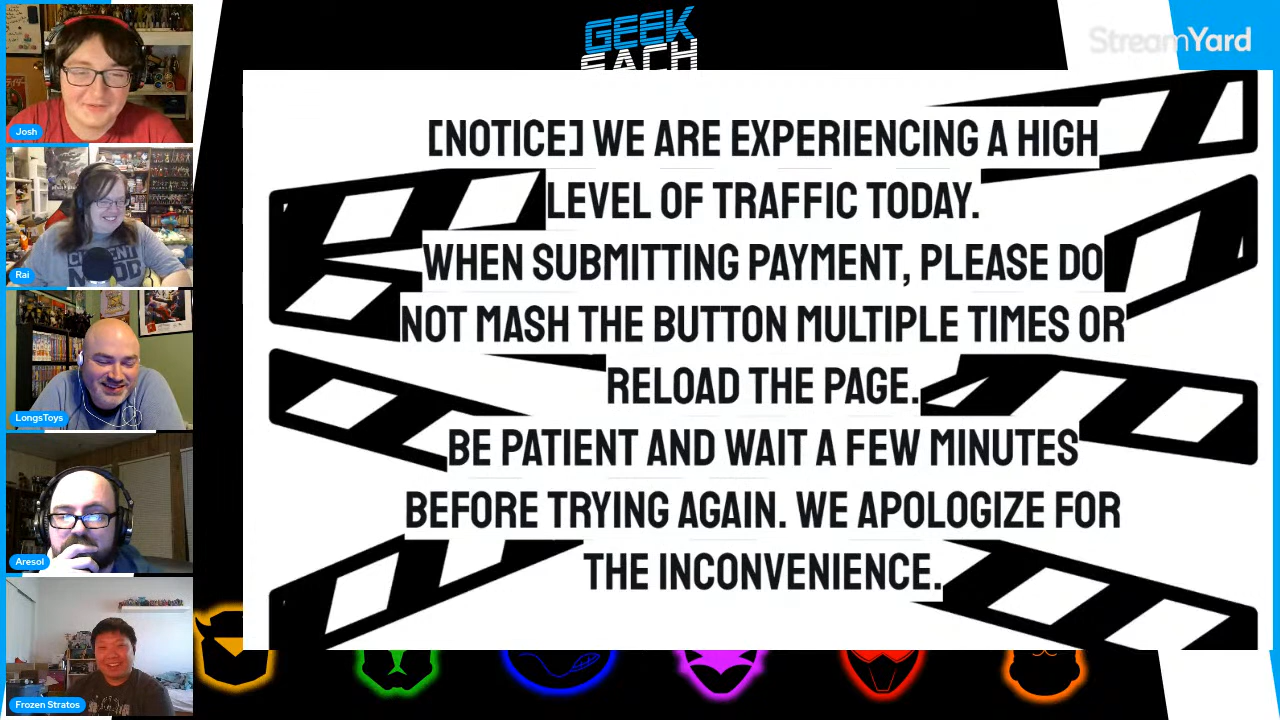 GEEK
EACH
StreamYard
[NOTICE] WE ARE EXPERIENCING A HIGH
LEVEL OF TRAFFIC TODAY.
WHEN SUBMITTING PAYMENT, PLEASE DO
NOT MASH THE BUTTON MULTIPLE TIMES OR
RELOAD THE PAGE.
BE PATIENT AND WAIT A FEW MINUTES
BEFORE TRYING AGAIN. WE APOLOGIZE FOR
THE INCONVENIENCE.
Josh
Rai
LongsToys
Aresol
Frozen Stratos